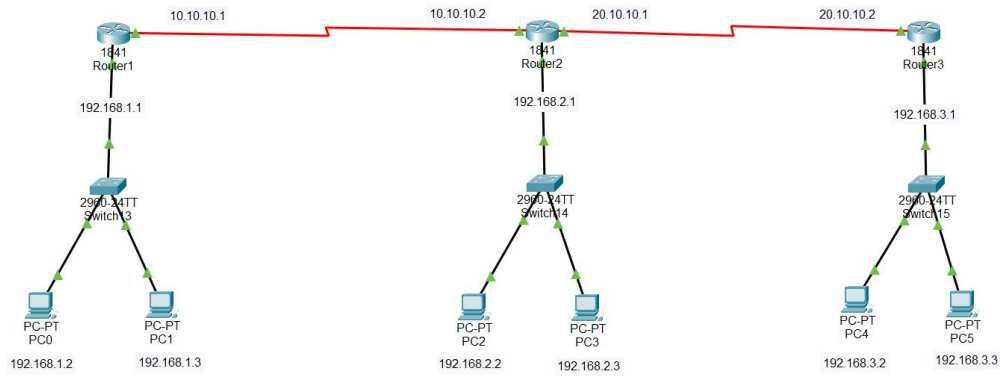 10.10.10.1
10.10.10.2
20.10.10.1
20.10.10.2
1841
Router1
1841
Router2
1841
Router3
192.168.1.1
192.168.2.1
192.168.3.1
2960-24TT
Switch13
2960-24TT
Switch14
2960-24TT
Switch15
PC-PT
PC0
PC-PT
PC1
PC-PT
PC2
PC-PT
PC3
PC-PT
PC4
PC-PT
PC5
192.168.1.2
192.168.1.3
192.168.2.2
192.168.2.3
192.168.3.2
192.168.3.3